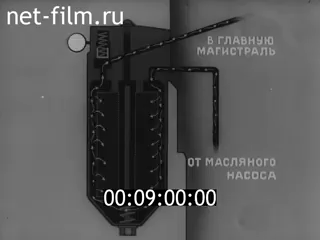 net-film.ru
В ГЛАВНУЮ
МАГИСТРАЛЬ
ОТ МАСЛЯНОГО
НАСОСА
00:09:00:00